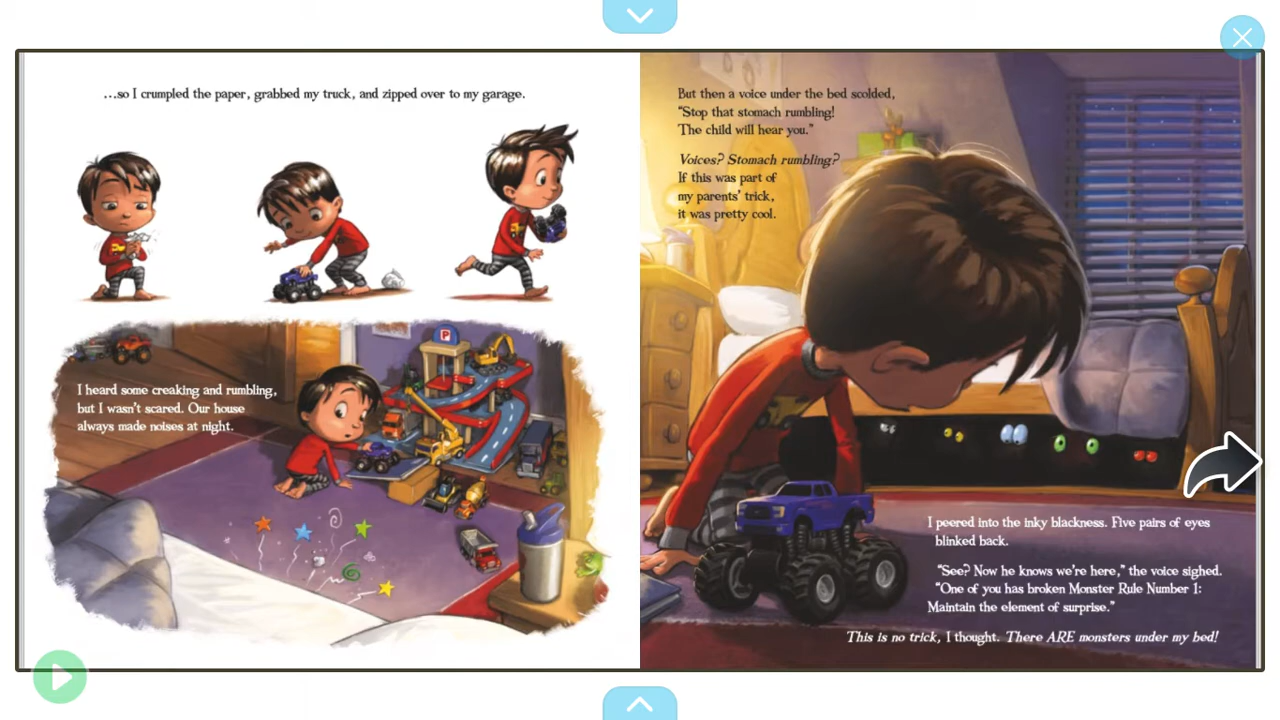 ...so I crumpled the paper, grabbed my truck, and zipped over to my garage.
P
I heard some creaking and rumbling,
but I wasn't scared. Our house
always made noises at night.
But then a voice under the bed scolded,
"Stop that stomach rumbling!
The child will hear you."
Voices? Stomach rumbling?
If this was part of
my parents' trick,
it was pretty cool.
I peered into the inky blackness. Five pairs of eyes
blinked back.
"See? Now he knows we're here," the voice sighed.
"One of you has broken Monster Rule Number 1:
Maintain the element of surprise."
This is no trick, I thought. There ARE monsters under my bed!